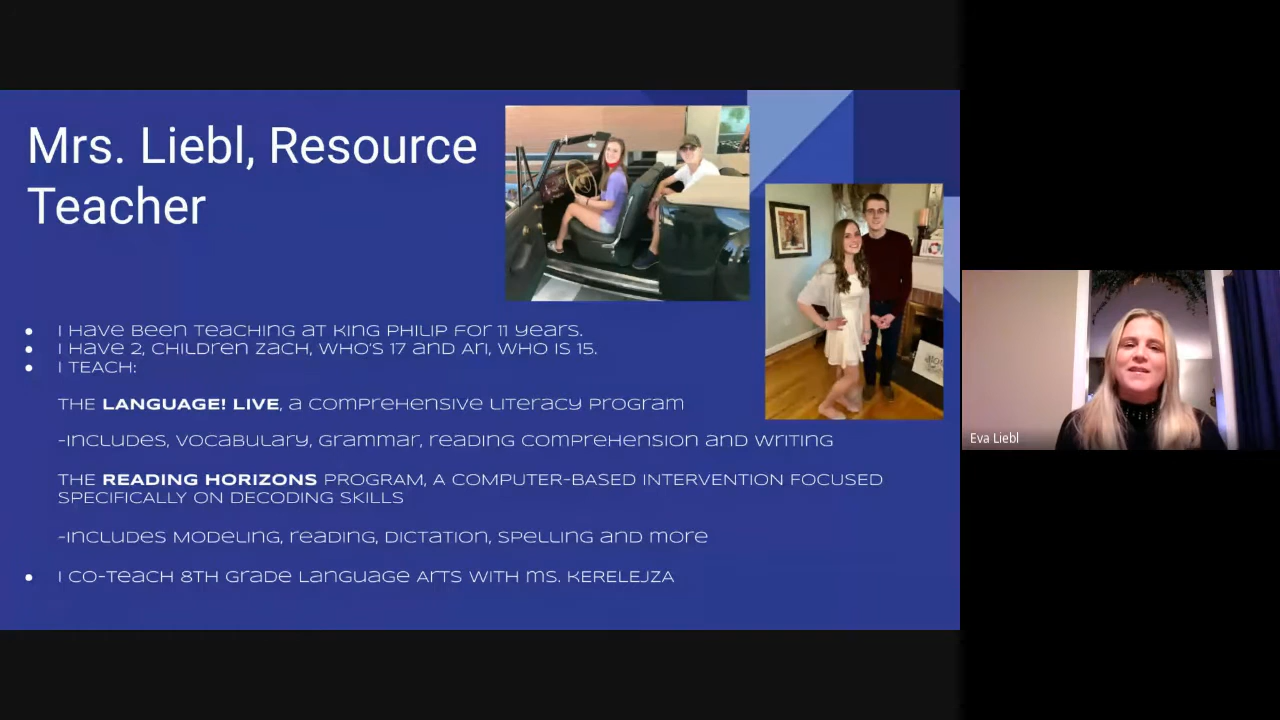 Mrs. Liebl, Resource
Teacher
● I HAVE BEEN TEACHING AT KING PHILIP FOR 11 YEARS.
● I HAVE 2, CHILDREN ZACH, WHO'S 17 AND ARI, WHO IS 15.
● I TEACH:
THE LANGUAGE! LIVE, A COMPREHENSIVE LITERACY PROGRAM
-INCLUDES, VOCABULARY, GRAMMAR, READING COMPREHENSION AND WRITING
THE READING HORIZONS PROGRAM, A COMPUTER-BASED INTERVENTION FOCUSED
SPECIFICALLY ON DECODING SKILLS
-INCLUDES MODELING, READING, DICTATION, SPELLING AND MORE
● I CO-TEACH 8TH GRADE LANGUAGE ARTS WITH MS. KERELEJZA
Eva Liebl